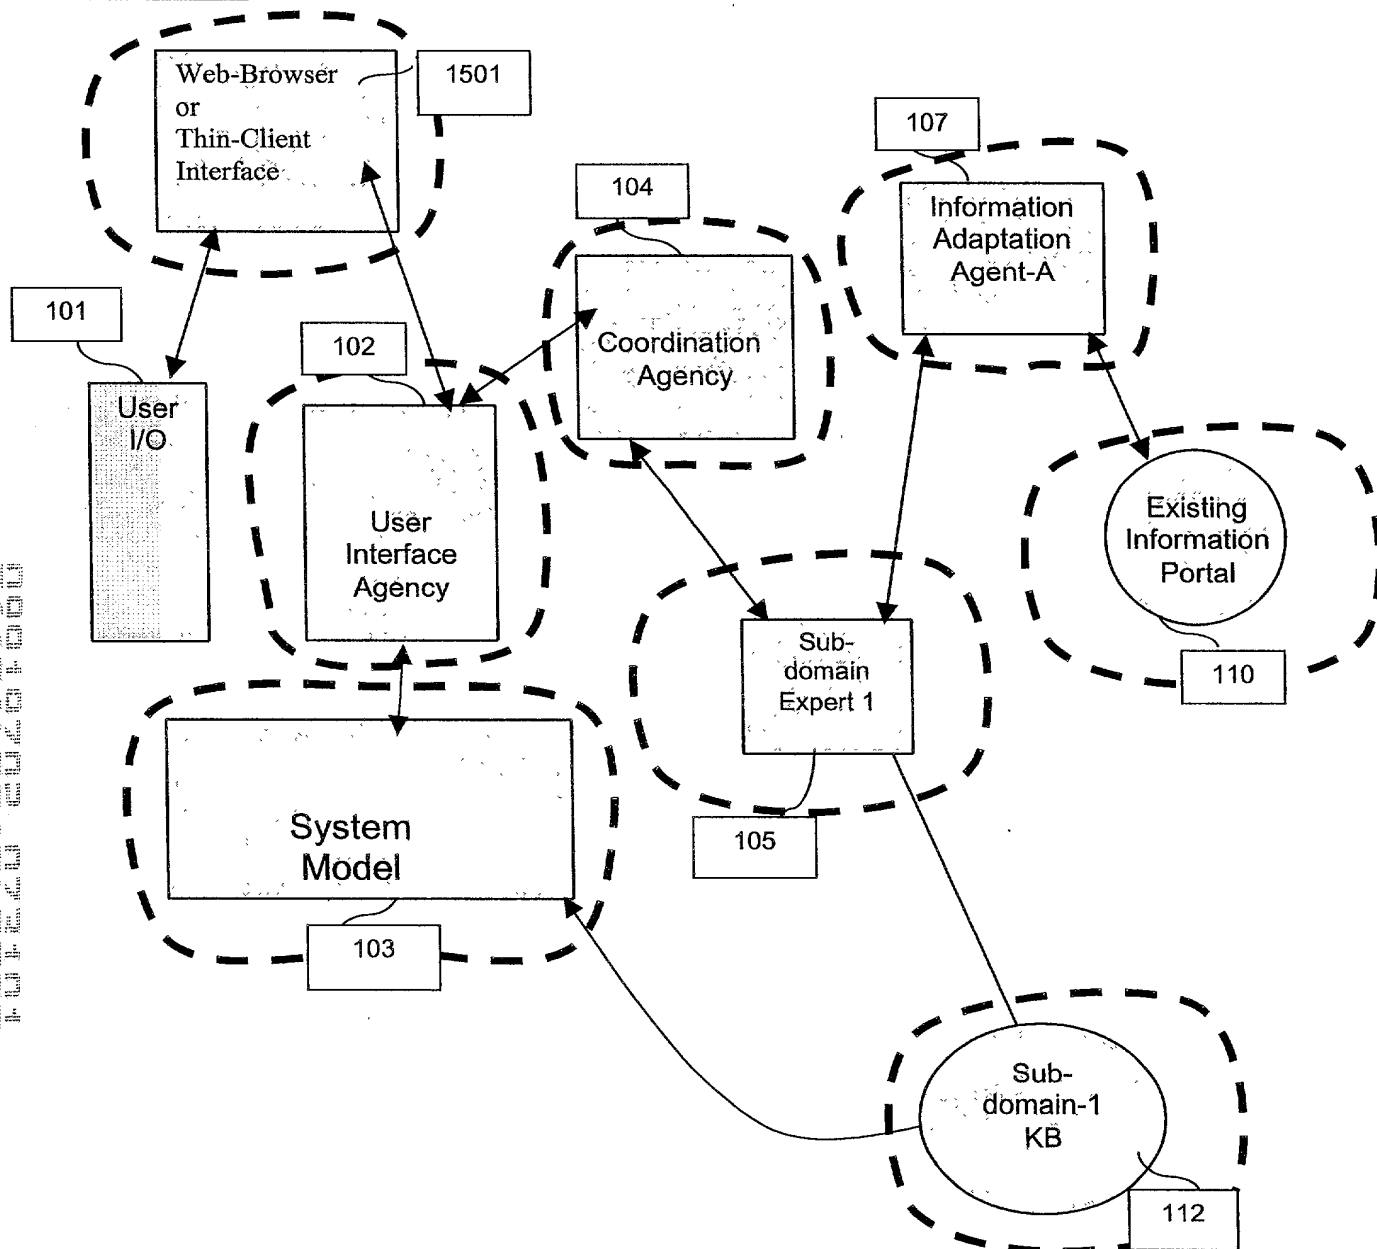 Web-Browser
or
Thin-Client
Interface
1501
107
104
Information
Adaptation
Agent-A
101
102
Coordination
Agency
User
I/O
User
Interface
Agency
Existing
Information
Portal
Sub-
domain
Expert 1
110
System
Model
105
103
Sub-
domain-1
KB
112